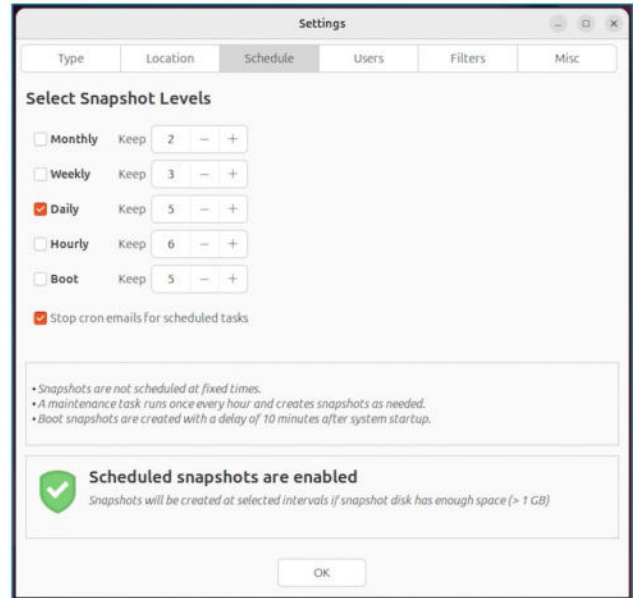 Settings
Type Location Schedule Users Filters Misc
Select Snapshot Levels
Monthly Keep 2 − +
Weekly Keep 3 − +
Daily Keep 5 − +
Hourly Keep 6 − +
Boot Keep 5 − +
Stop cron emails for scheduled tasks
• Snapshots are not scheduled at fixed times.
• A maintenance task runs once every hour and creates snapshots as needed.
• Boot snapshots are created with a delay of 10 minutes after system startup.
Scheduled snapshots are enabled
Snapshots will be created at selected intervals if snapshot disk has enough space (> 1 GB)
OK